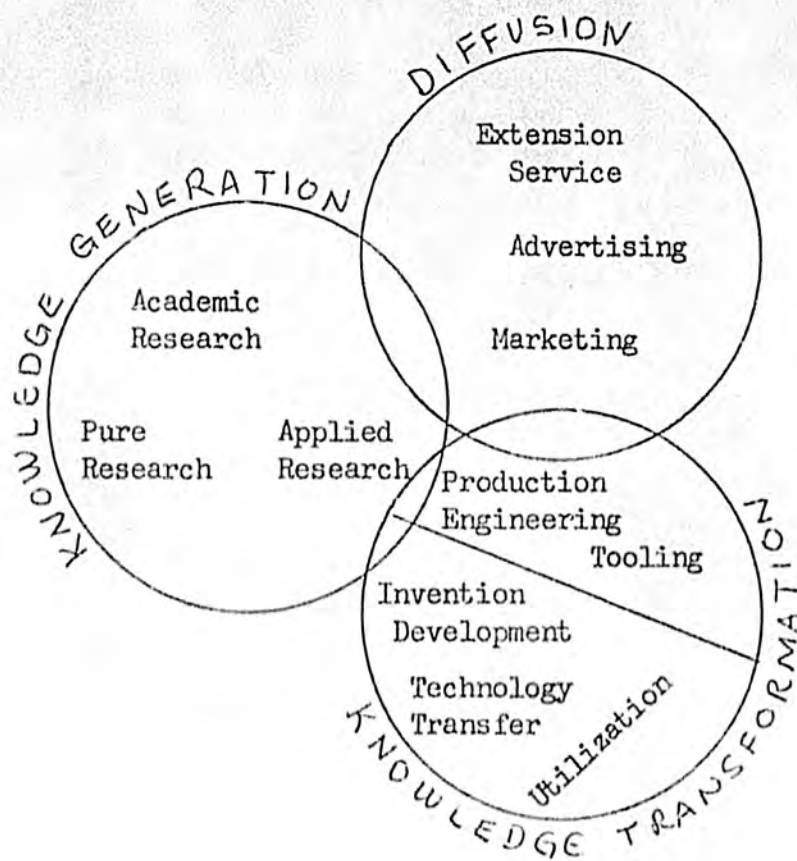 DIFFUSION
Extension
Service
Advertising
Marketing
KNOWLEDGE GENERATION
Academic
Research
Pure
Research
Applied
Research
KNOWLEDGE TRANSFORMATION
Production
Engineering
Tooling
Invention
Development
Technology
Transfer
Utilization